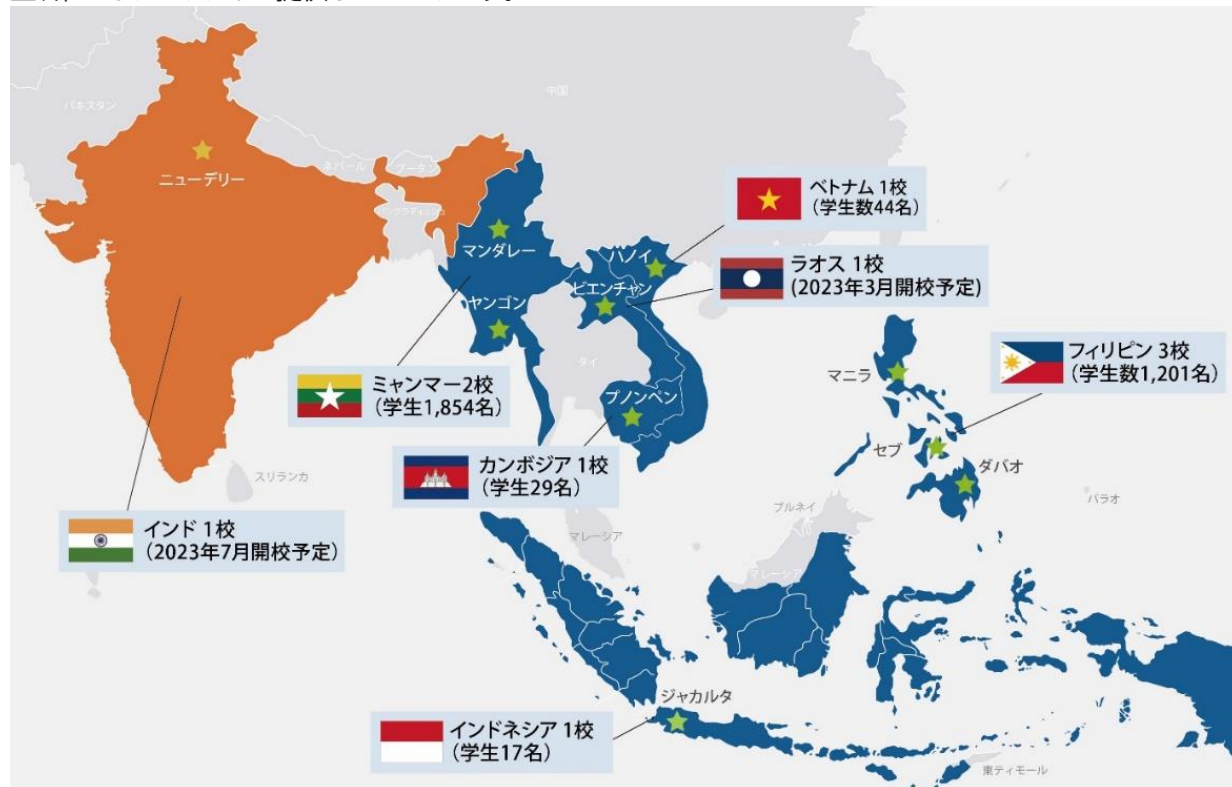 中国
パキスタン
ネパール
ブータン
バングラディッシュ
ニューデリー
マンダレー
ヤンゴン
ハノイ
ビエンチャン
タイ
プノンペン
ベトナム 1校
（学生数44名）
ラオス 1校
(2023年3月開校予定)
フィリピン 3校
（学生数1,201名）
マニラ
セブ
ダバオ
パラオ
ミャンマー2校
（学生1,854名）
カンボジア 1校
（学生29名）
スリランカ
インド 1校
（2023年7月開校予定）
マレーシア
ブルネイ
マレーシア
ジャカルタ
インドネシア 1校
（学生17名）
東ティモール